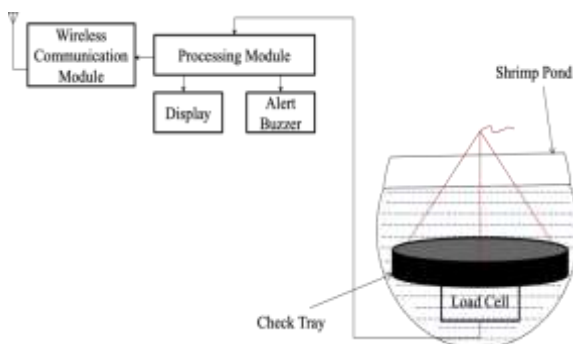 Wireless
Communication
Module
Processing Module
Display
Alert
Buzzer
Shrimp Pond
Load Cell
Check Tray